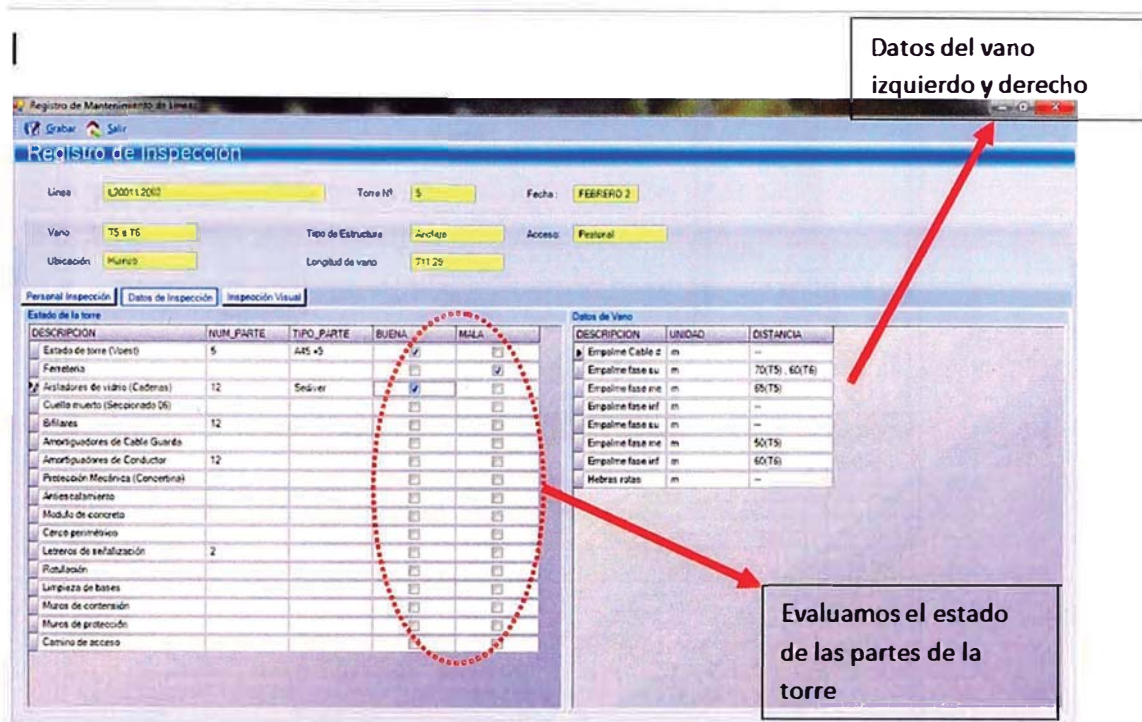 Datos del vano
izquierdo y derecho
Registro de Mantenimiento de Lineas
Grabar Salir
Registro de Inspección
Linea Torre Nº 5 Fecha : FEBRERO 2
Vano T5 a T6 Tipo de Estructura Anclaje Acceso: Peatonal
Ubicación Longitud de vano 711.29
Personal Inspección Datos de Inspección Inspección Visual
Estado de la torre Datos de Vano
DESCRIPCION NUM_PARTE TIPO_PARTE BUENA MALA DESCRIPCION UNIDAD DISTANCIA
Estado de torre (Voest) 5 A45 +5 Empalme Cable m --
Ferreteria Empalme fase su m 70(T5) , 60(T6)
Aisladores de vidrio (Cadenas) 12 Sediver Empalme fase me m 65(T5)
Cuello muerto (Seccionado 06) Empalme fase inf m --
Bifilares 12 Empalme fase su m --
Amortiguadores de Cable Guarda Empalme fase me m 50(T5)
Amortiguadores de Conductor 12 Empalme fase inf m 60(T6)
Protección Mecánica (Concertina) Hebras rotas m --
Antiescalamiento
Modulo de concreto
Cerco perimétrico
Letreros de señalización 2
Rotulación
Limpieza de bases
Muros de contensión
Muros de protección
Camino de acceso
Evaluamos el estado
de las partes de la
torre